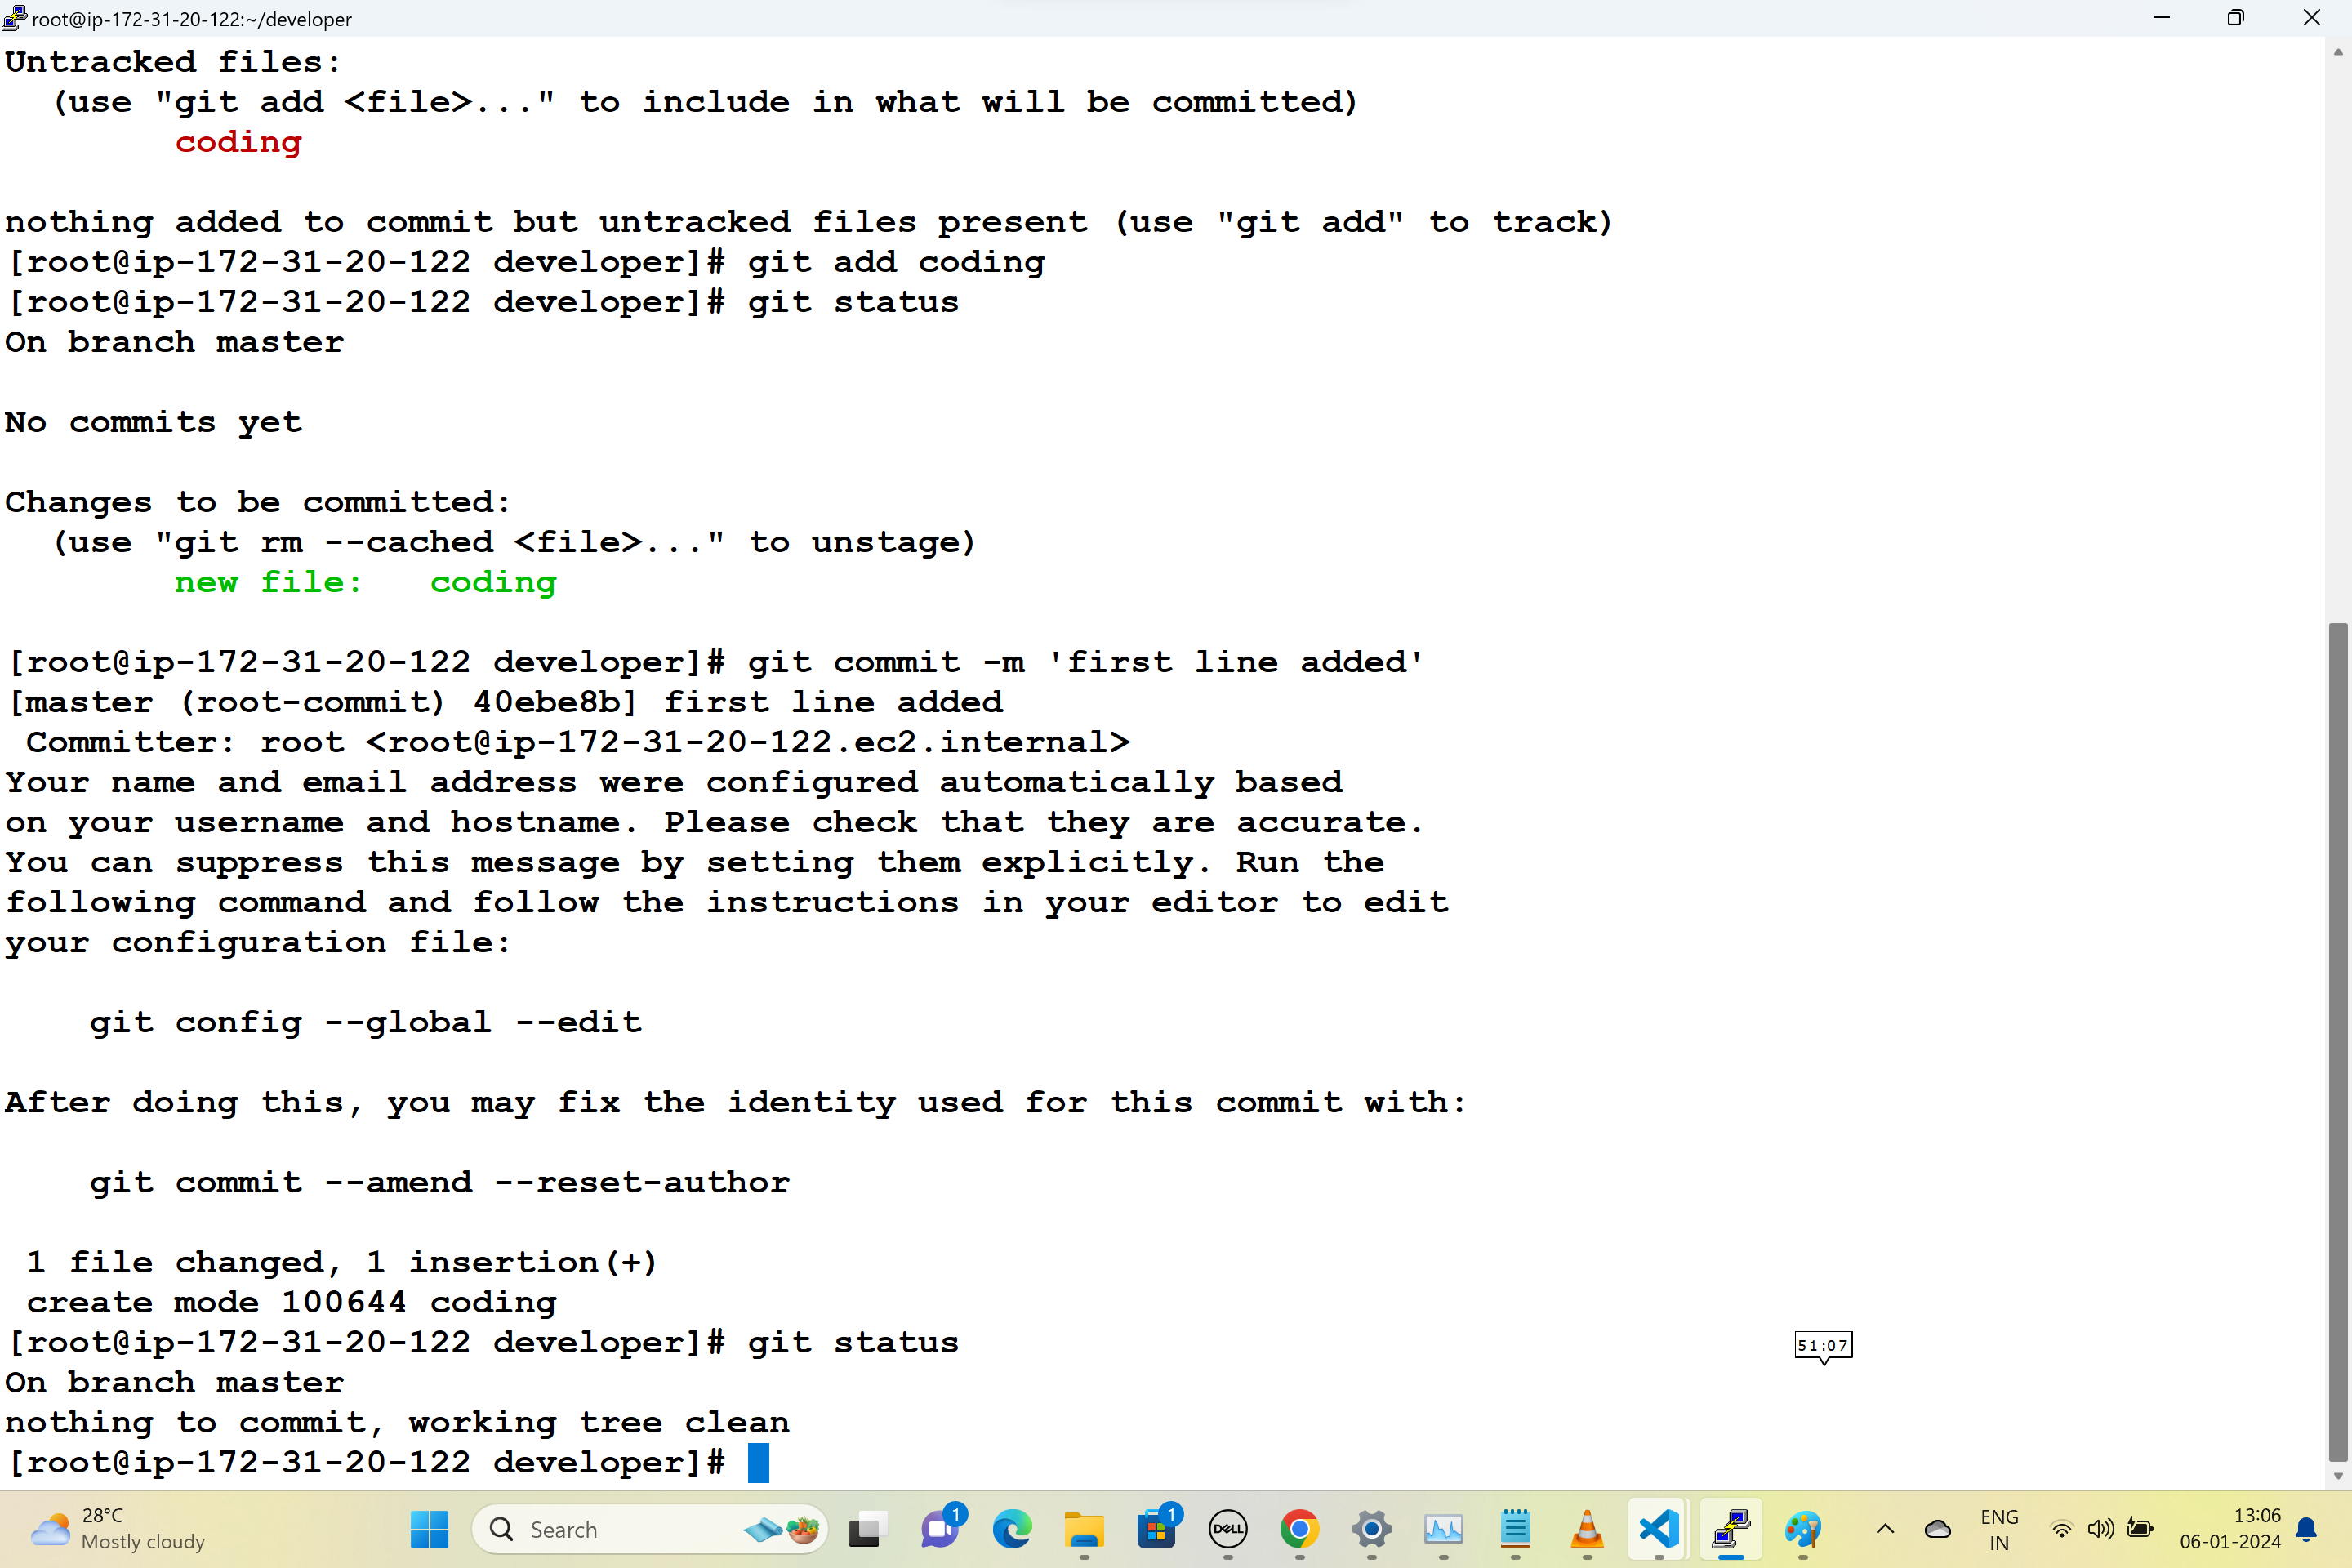 root@ip-172-31-20-122:~/developer
Untracked files:
  (use "git add <file>..." to include in what will be committed)
        coding
nothing added to commit but untracked files present (use "git add" to track)
[root@ip-172-31-20-122 developer]# git add coding
[root@ip-172-31-20-122 developer]# git status
On branch master
No commits yet
Changes to be committed:
  (use "git rm --cached <file>..." to unstage)
        new file:   coding
[root@ip-172-31-20-122 developer]# git commit -m 'first line added'
[master (root-commit) 40ebe8b] first line added
 Committer: root <root@ip-172-31-20-122.ec2.internal>
Your name and email address were configured automatically based
on your username and hostname. Please check that they are accurate.
You can suppress this message by setting them explicitly. Run the
following command and follow the instructions in your editor to edit
your configuration file:
    git config --global --edit
After doing this, you may fix the identity used for this commit with:
    git commit --amend --reset-author
 1 file changed, 1 insertion(+)
 create mode 100644 coding
[root@ip-172-31-20-122 developer]# git status
51:07
On branch master
nothing to commit, working tree clean
[root@ip-172-31-20-122 developer]#
28°C
Mostly cloudy
Search
1
1
DELL
ENG
IN
13:06
06-01-2024